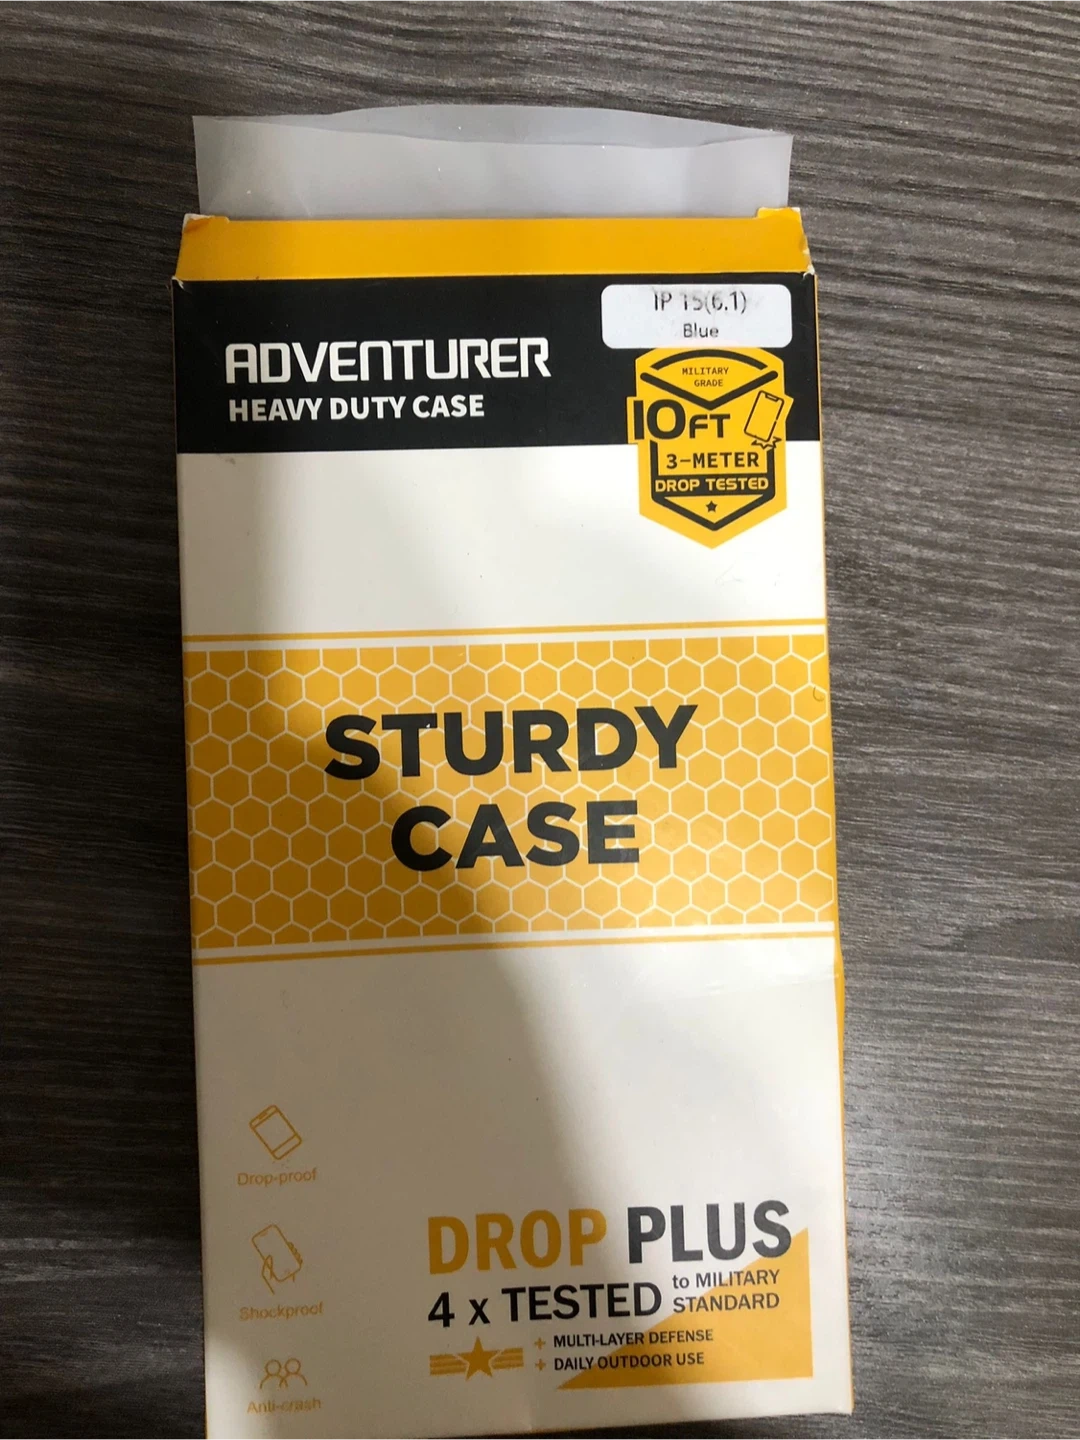 IP 15(6.1)
Blue
ADVENTURER
HEAVY DUTY CASE
MILITARY
GRADE
10FT
3-METER
DROP TESTED
STURDY
CASE
Drop-proof
Shockproof
Anti-crash
DROP PLUS
4 x TESTED to MILITARY
STANDARD
+ MULTI-LAYER DEFENSE
+ DAILY OUTDOOR USE